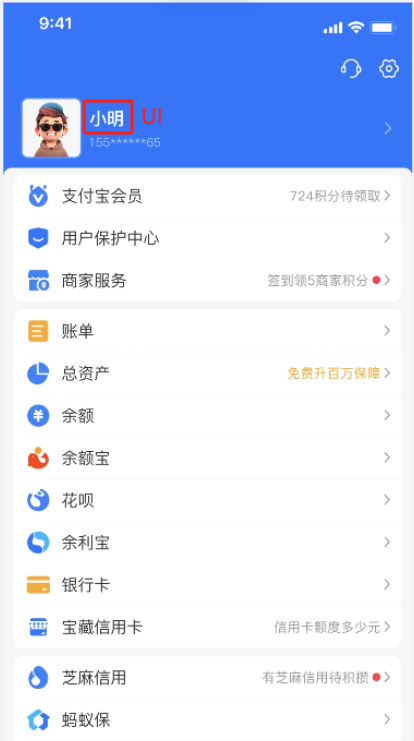 9:41
小明 UI
155******65
支付宝会员 724积分待领取
用户保护中心
商家服务 签到领5商家积分
账单
总资产 免费升百万保障
余额
余额宝
花呗
余利宝
银行卡
宝藏信用卡 信用卡额度多少元
芝麻信用 有芝麻信用待积攒
蚂蚁保